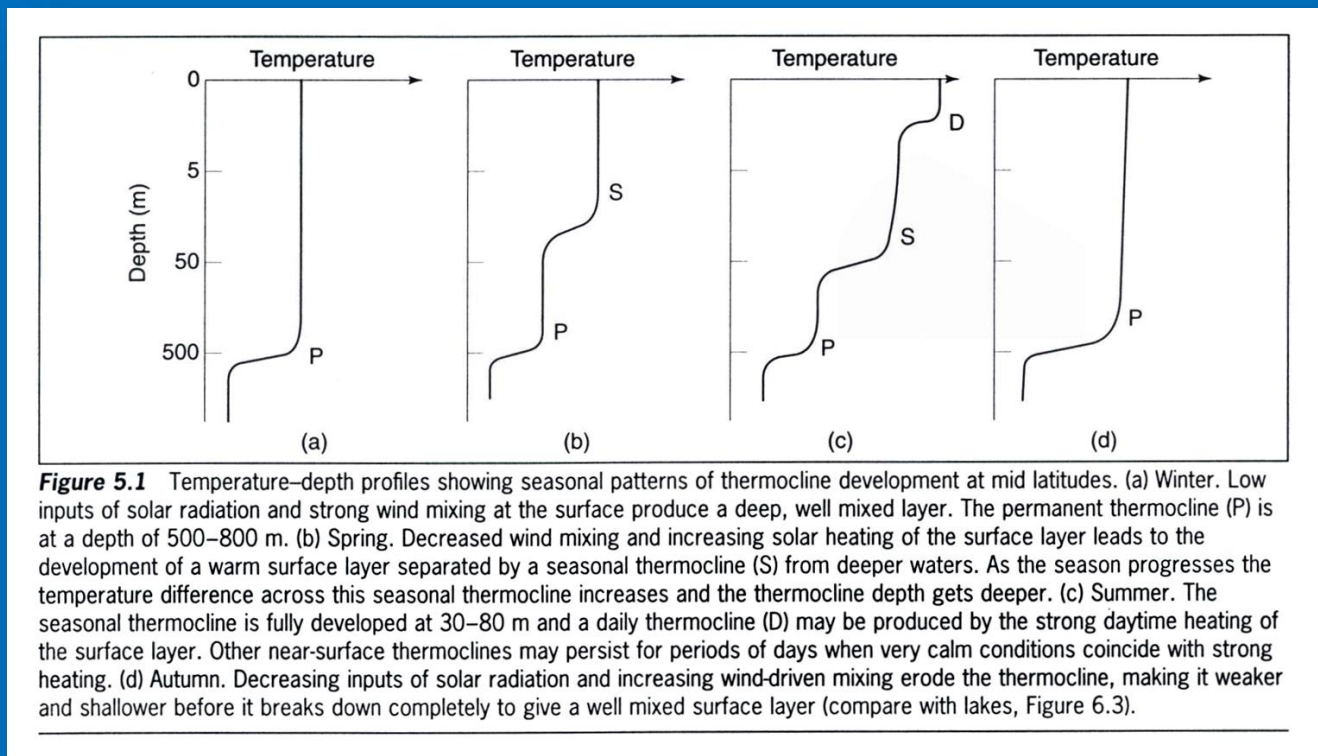 Temperature Temperature Temperature Temperature
0
D
5
S
Depth (m)
S
50
P
P
500
P
P
(a) (b) (c) (d)
Figure 5.1 Temperature–depth profiles showing seasonal patterns of thermocline development at mid latitudes. (a) Winter. Low
inputs of solar radiation and strong wind mixing at the surface produce a deep, well mixed layer. The permanent thermocline (P) is
at a depth of 500–800 m. (b) Spring. Decreased wind mixing and increasing solar heating of the surface layer leads to the
development of a warm surface layer separated by a seasonal thermocline (S) from deeper waters. As the season progresses the
temperature difference across this seasonal thermocline increases and the thermocline depth gets deeper. (c) Summer. The
seasonal thermocline is fully developed at 30–80 m and a daily thermocline (D) may be produced by the strong daytime heating of
the surface layer. Other near-surface thermoclines may persist for periods of days when very calm conditions coincide with strong
heating. (d) Autumn. Decreasing inputs of solar radiation and increasing wind-driven mixing erode the thermocline, making it weaker
and shallower before it breaks down completely to give a well mixed surface layer (compare with lakes, Figure 6.3).